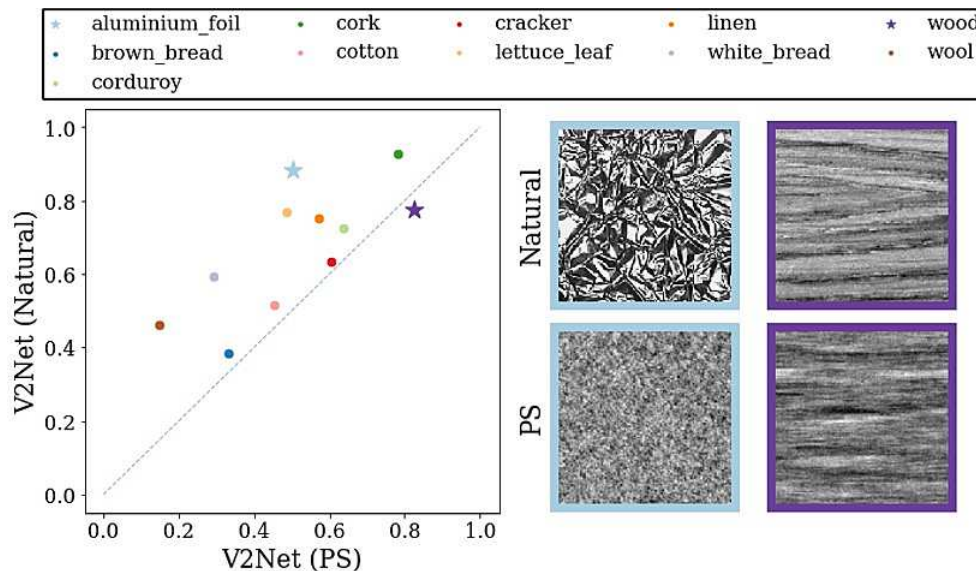 aluminium_foil cork cracker linen wood
brown_bread cotton lettuce_leaf white_bread wool
corduroy
1.0
0.8
0.6
0.4
0.2
0.0
V2Net (Natural)
0.0 0.2 0.4 0.6 0.8 1.0
V2Net (PS)
Natural
PS